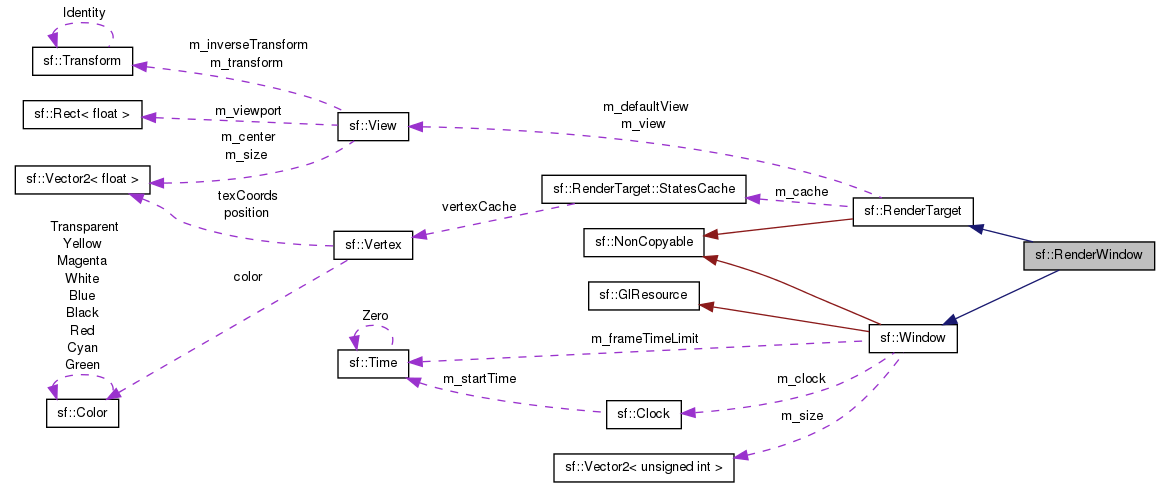 Identity
sf::Transform
m_inverseTransform
m_transform
sf::Rect< float >
m_viewport
sf::View
m_defaultView
m_view
m_center
m_size
sf::Vector2< float >
texCoords
position
sf::RenderTarget::StatesCache
m_cache
sf::RenderTarget
vertexCache
sf::Vertex
sf::NonCopyable
sf::RenderWindow
Transparent
Yellow
Magenta
White
Blue
Black
Red
Cyan
Green
color
sf::GlResource
Zero
sf::Window
m_frameTimeLimit
sf::Time
m_startTime
m_clock
sf::Color
sf::Clock
m_size
sf::Vector2< unsigned int >